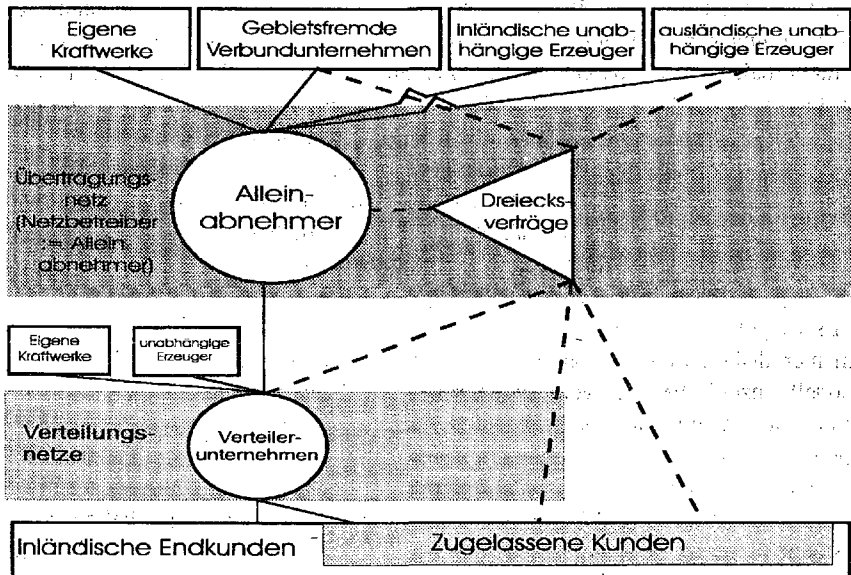 Eigene
Kraftwerke
Gebietsfremde
Verbundunternehmen
Inländische unab-
hängige Erzeuger
ausländische unab-
hängige Erzeuger
Übertragungs-
netz
(Netzbetreiber
:= Allein
abnehmer)
Allein-
abnehmer
Dreiecks-
verträge
Eigene
Kraftwerke
unabhängige
Erzeuger
Verteilungs-
netze
Verteiler-
unternehmen
Inländische Endkunden
Zugelassene Kunden